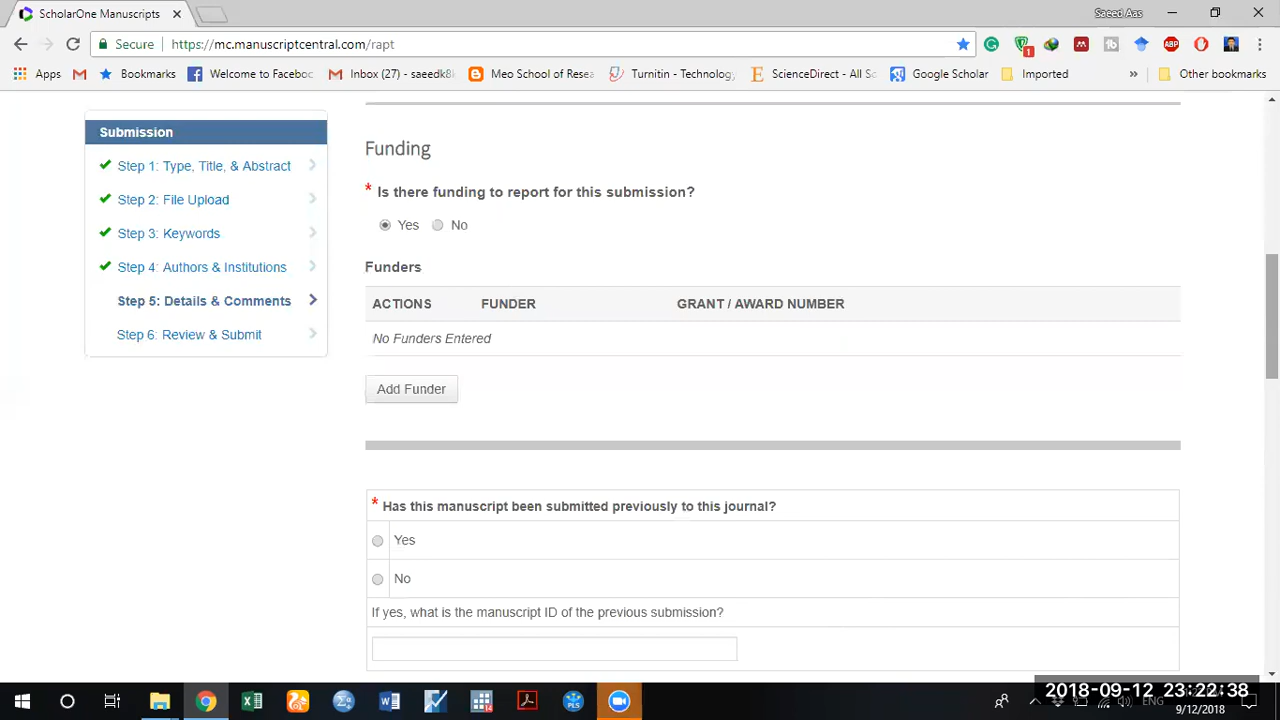 ScholarOne Manuscripts
Saeed Aas
Secure https://mc.manuscriptcentral.com/rapt
Apps Bookmarks Welcome to Faceboo Inbox (27) - saeedk8 Meo School of Resea Turnitin - Technology ScienceDirect - All Sc Google Scholar Imported » Other bookmarks
Submission
Step 1: Type, Title, & Abstract
Step 2: File Upload
Step 3: Keywords
Step 4: Authors & Institutions
Step 5: Details & Comments
Step 6: Review & Submit
Funding
* Is there funding to report for this submission?
Yes No
Funders
ACTIONS FUNDER GRANT / AWARD NUMBER
No Funders Entered
Add Funder
* Has this manuscript been submitted previously to this journal?
Yes
No
If yes, what is the manuscript ID of the previous submission?
2018-09-12 23:22:38
ENG
9/12/2018